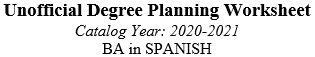 Unofficial Degree Planning Worksheet
Catalog Year: 2020-2021
BA in SPANISH